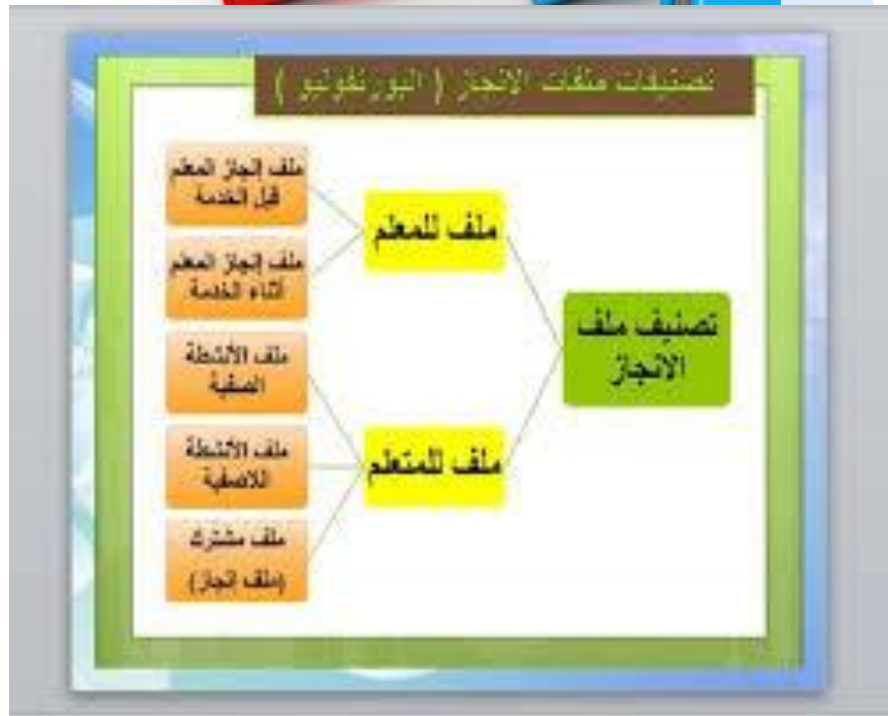 تصنيفات ملفات الانجاز ( البورتفوليو )
تصنيف ملف
الانجاز
ملف للمعلم
ملف إنجاز المعلم
قبل الخدمة
ملف إنجاز المعلم
أثناء الخدمة
ملف للمتعلم
ملف الأنشطة
الصفية
ملف الأنشطة
اللاصفية
ملف مشترك
(ملف إنجاز)